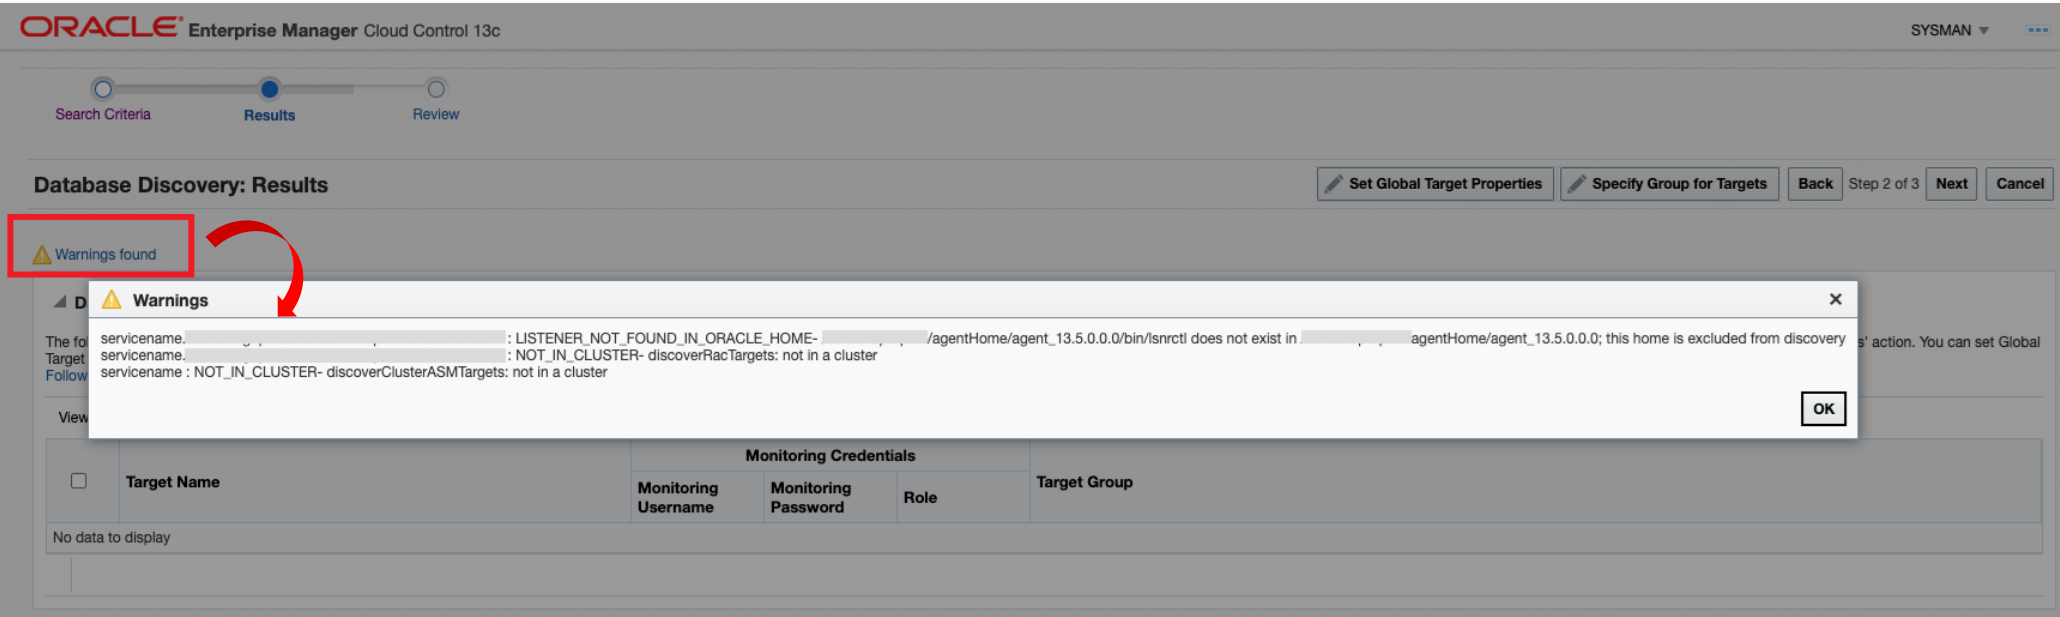 ORACLE Enterprise Manager Cloud Control 13c
SYSMAN
Search Criteria
Results
Review
Database Discovery: Results
Set Global Target Properties
Specify Group for Targets
Back
Step 2 of 3
Next
Cancel
Warnings found
D
Warnings
The fo
servicename. : LISTENER_NOT_FOUND_IN_ORACLE_HOME- /agentHome/agent_13.5.0.0.0/bin/lsnrctl does not exist in agentHome/agent_13.5.0.0.0; this home is excluded from discovery
s' action. You can set Global
Target
servicename. : NOT_IN_CLUSTER- discoverRacTargets: not in a cluster
Follow
servicename : NOT_IN_CLUSTER- discoverClusterASMTargets: not in a cluster
OK
View
Target Name
Monitoring Credentials
Monitoring Username
Monitoring Password
Role
Target Group
No data to display